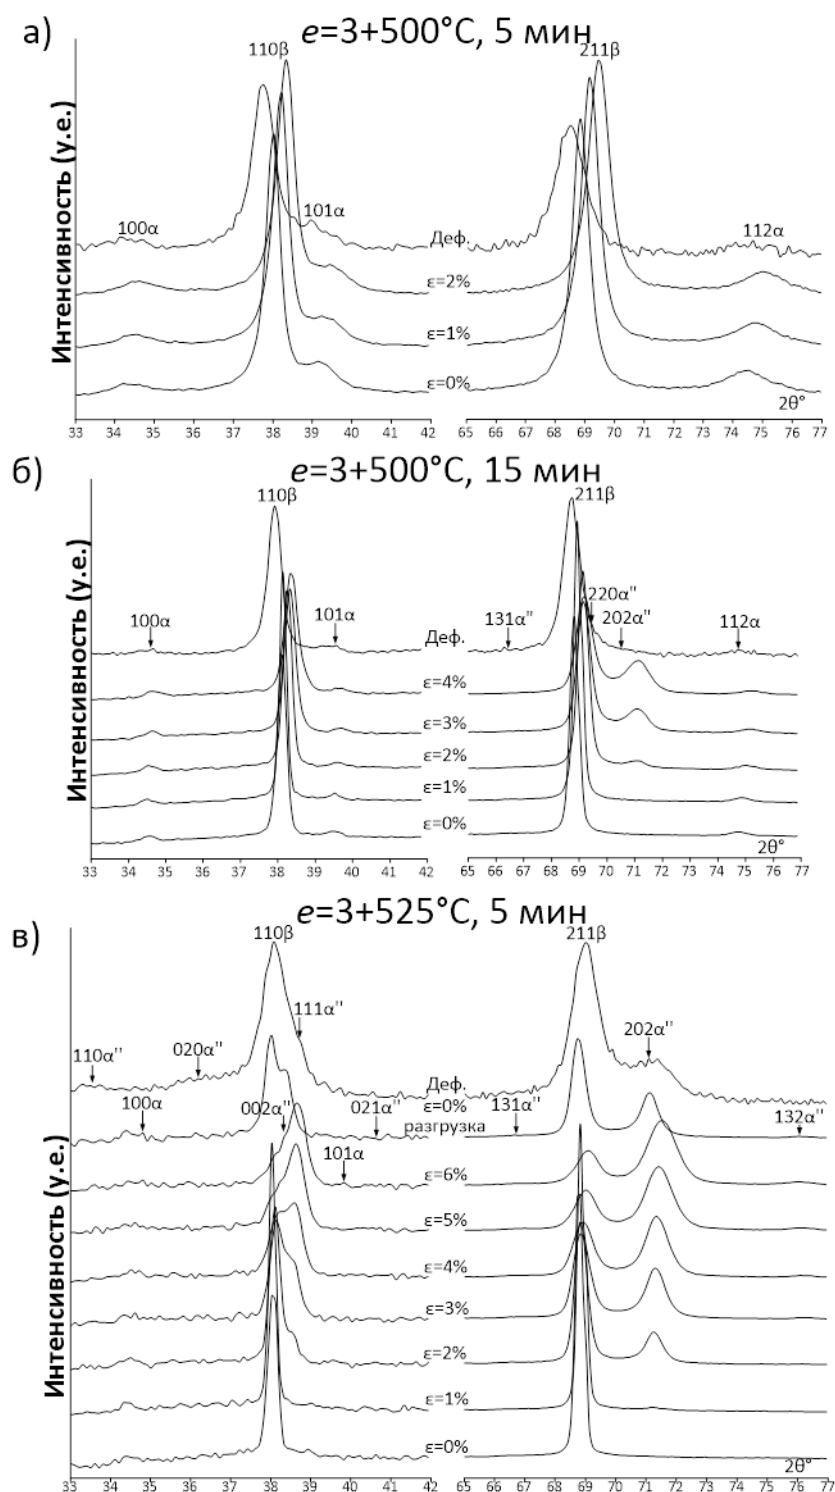 а) e=3+500°C, 5 мин
Интенсивность (у.е.)
110β
211β
100α
101α
112α
Деф.
ε=2%
ε=1%
ε=0%
2θ°
33 34 35 36 37 38 39 40 41 42 65 66 67 68 69 70 71 72 73 74 75 76 77
б) e=3+500°C, 15 мин
Интенсивность (у.е.)
110β
211β
220α"
100α
101α
131α"
202α"
112α
Деф.
ε=4%
ε=3%
ε=2%
ε=1%
ε=0%
2θ°
33 34 35 36 37 38 39 40 41 42 65 66 67 68 69 70 71 72 73 74 75 76 77
в) e=3+525°C, 5 мин
Интенсивность (у.е.)
110β
211β
111α"
202α"
020α"
110α"
Деф.
100α
002α"
021α"
ε=0%
разгрузка
131α"
132α"
101α
ε=6%
ε=5%
ε=4%
ε=3%
ε=2%
ε=1%
ε=0%
2θ°
33 34 35 36 37 38 39 40 41 42 65 66 67 68 69 70 71 72 73 74 75 76 77